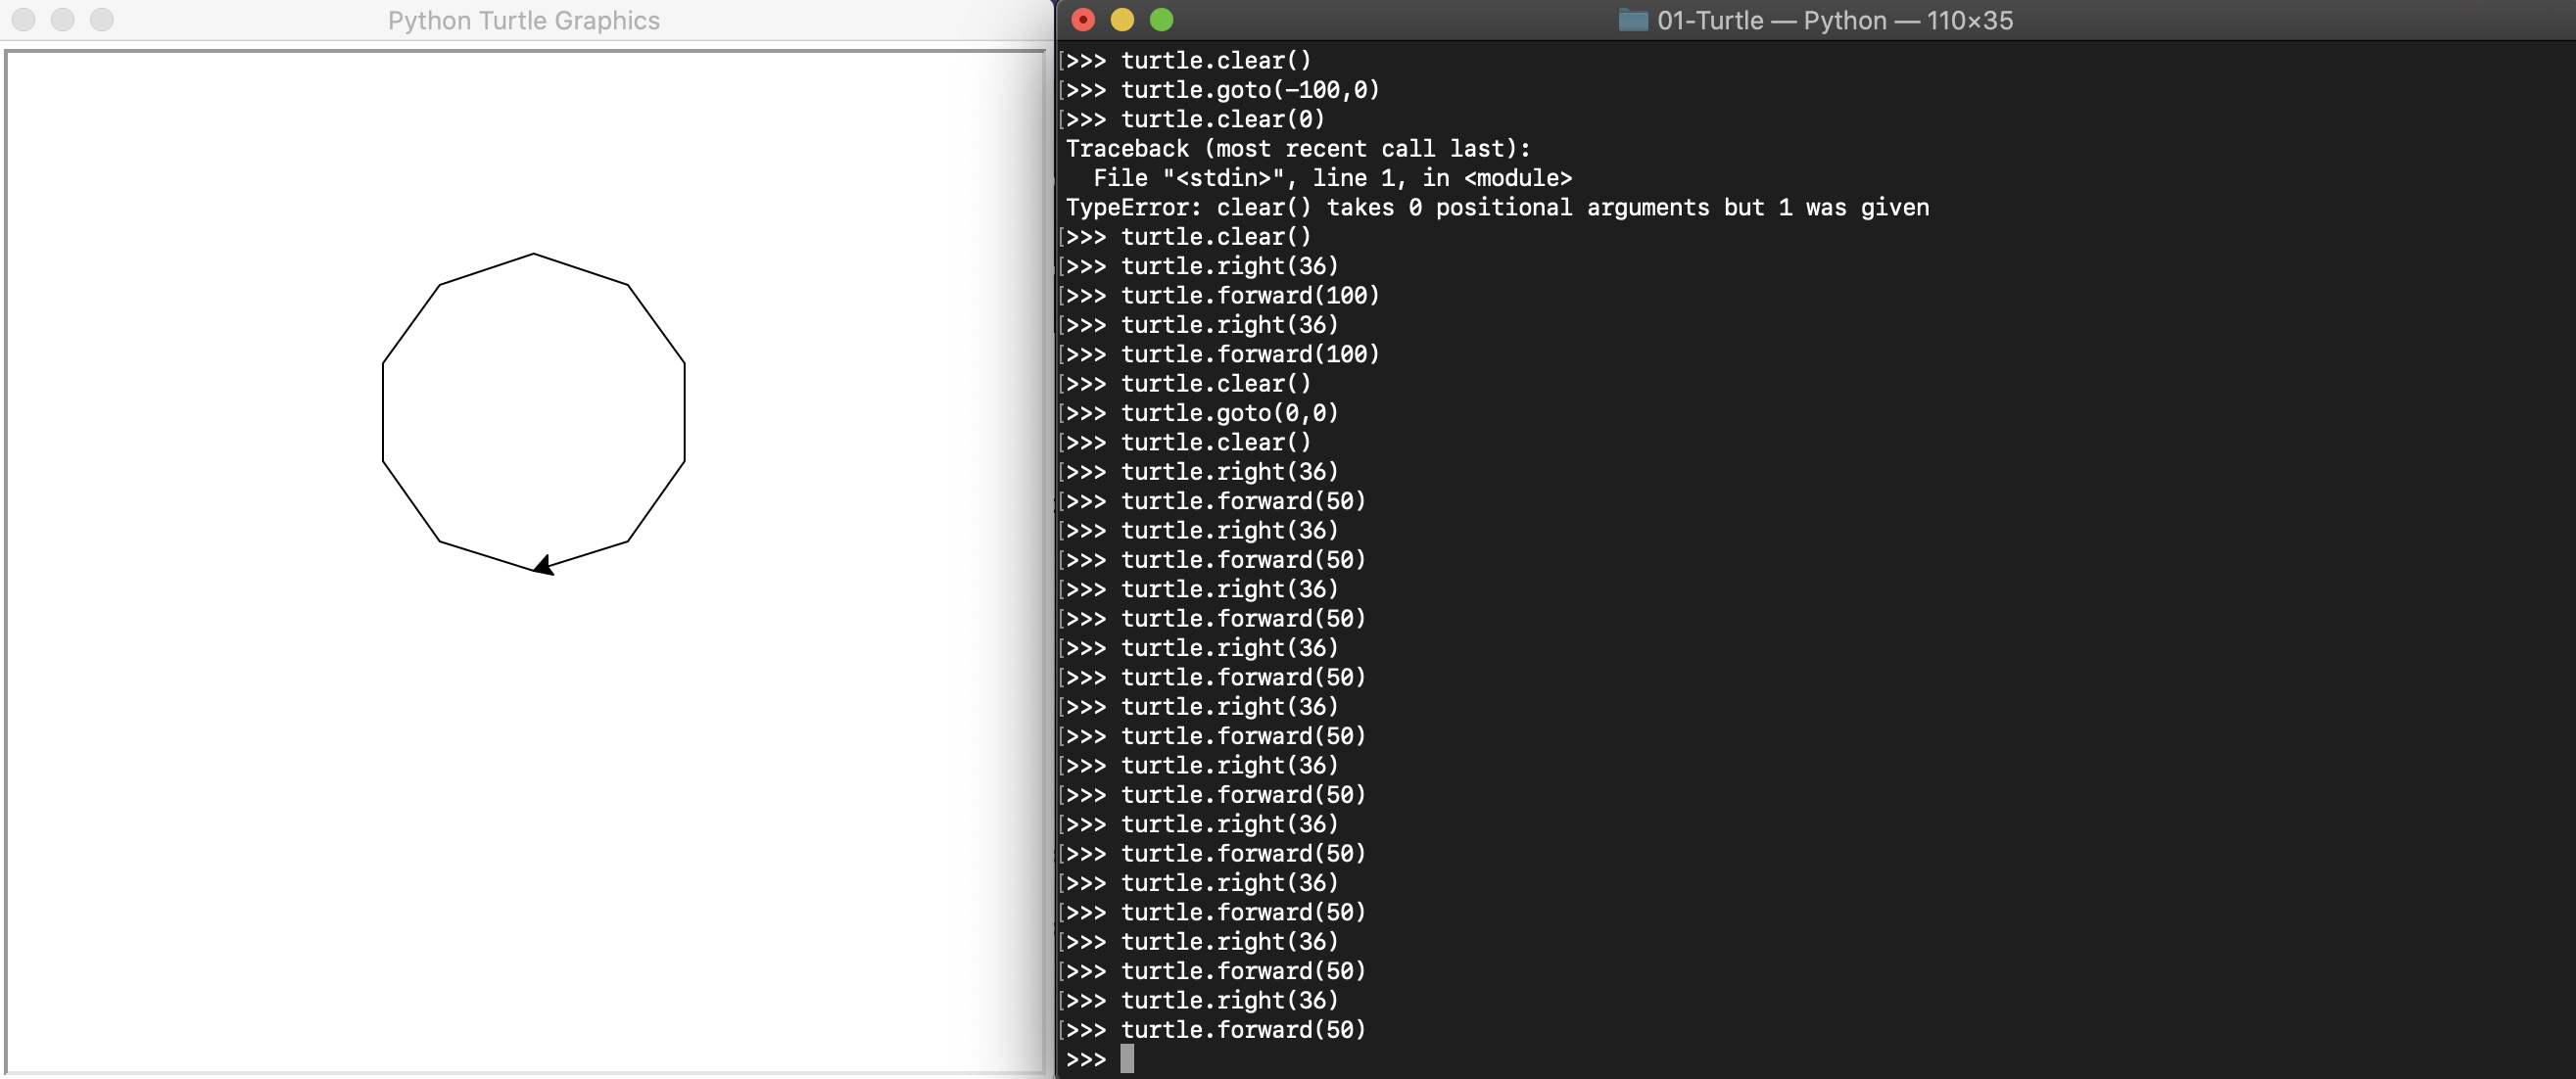 Python Turtle Graphics
01-Turtle — Python — 110×35
[>>> turtle.clear()
[>>> turtle.goto(-100,0)
[>>> turtle.clear(0)
Traceback (most recent call last):
  File "<stdin>", line 1, in <module>
TypeError: clear() takes 0 positional arguments but 1 was given
[>>> turtle.clear()
[>>> turtle.right(36)
[>>> turtle.forward(100)
[>>> turtle.right(36)
[>>> turtle.forward(100)
[>>> turtle.clear()
[>>> turtle.goto(0,0)
[>>> turtle.clear()
[>>> turtle.right(36)
[>>> turtle.forward(50)
[>>> turtle.right(36)
[>>> turtle.forward(50)
[>>> turtle.right(36)
[>>> turtle.forward(50)
[>>> turtle.right(36)
[>>> turtle.forward(50)
[>>> turtle.right(36)
[>>> turtle.forward(50)
[>>> turtle.right(36)
[>>> turtle.forward(50)
[>>> turtle.right(36)
[>>> turtle.forward(50)
[>>> turtle.right(36)
[>>> turtle.forward(50)
[>>> turtle.right(36)
[>>> turtle.forward(50)
[>>> turtle.right(36)
[>>> turtle.forward(50)
>>>